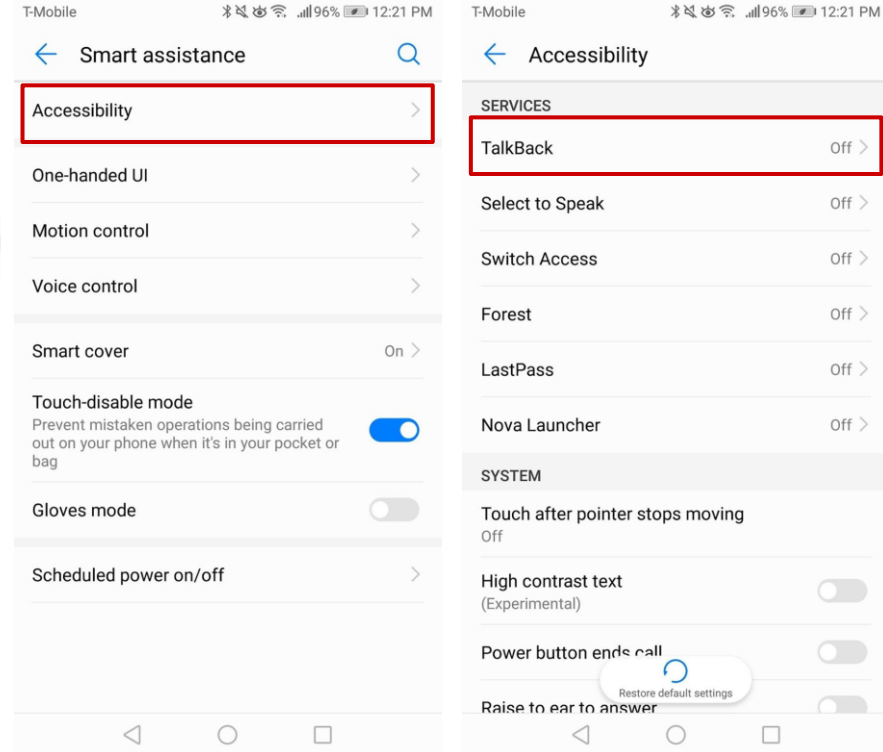 T-Mobile
96%
12:21 PM
Smart assistance
Accessibility
One-handed UI
Motion control
Voice control
Smart cover
On
Touch-disable mode
Prevent mistaken operations being carried
out on your phone when it's in your pocket or
bag
Gloves mode
Scheduled power on/off
T-Mobile
96%
12:21 PM
Accessibility
SERVICES
TalkBack
Off
Select to Speak
Off
Switch Access
Off
Forest
Off
LastPass
Off
Nova Launcher
Off
SYSTEM
Touch after pointer stops moving
Off
High contrast text
(Experimental)
Power button ends call
Restore default settings
Raise to ear to answer